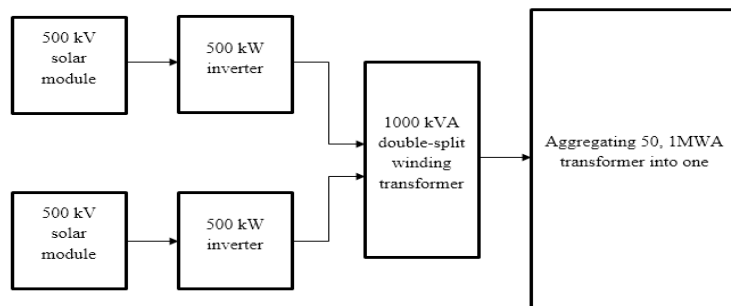 500 kV
solar
module
500 kW
inverter
1000 kVA
double-split
winding
transformer
Aggregating 50, 1MWA
transformer into one
500 kV
solar
module
500 kW
inverter